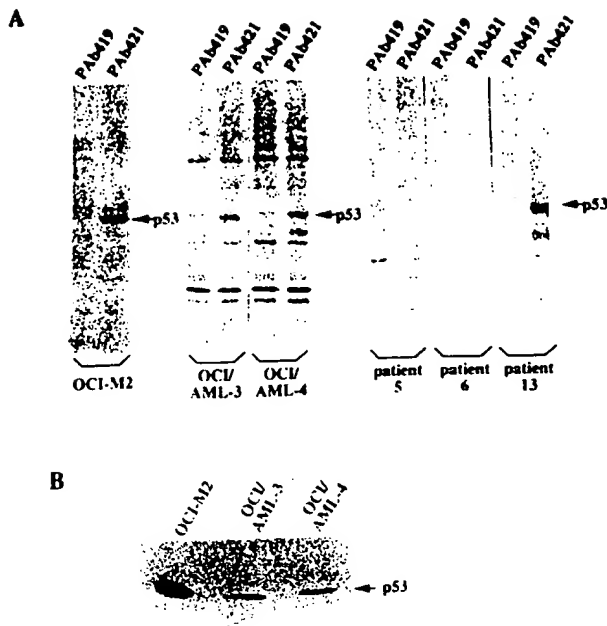 A
PAb419 PAb421 PAb419 PAb421 PAb419 PAb421 PAb419 PAb421 PAb419 PAb421 PAb419 PAb421
p53 p53 p53
OCI-M2 OCI/ AML-3 OCI/ AML-4 patient 5 patient 6 patient 13
B
OCI-M2 OCI/ AML-3 OCI/ AML-4
p53